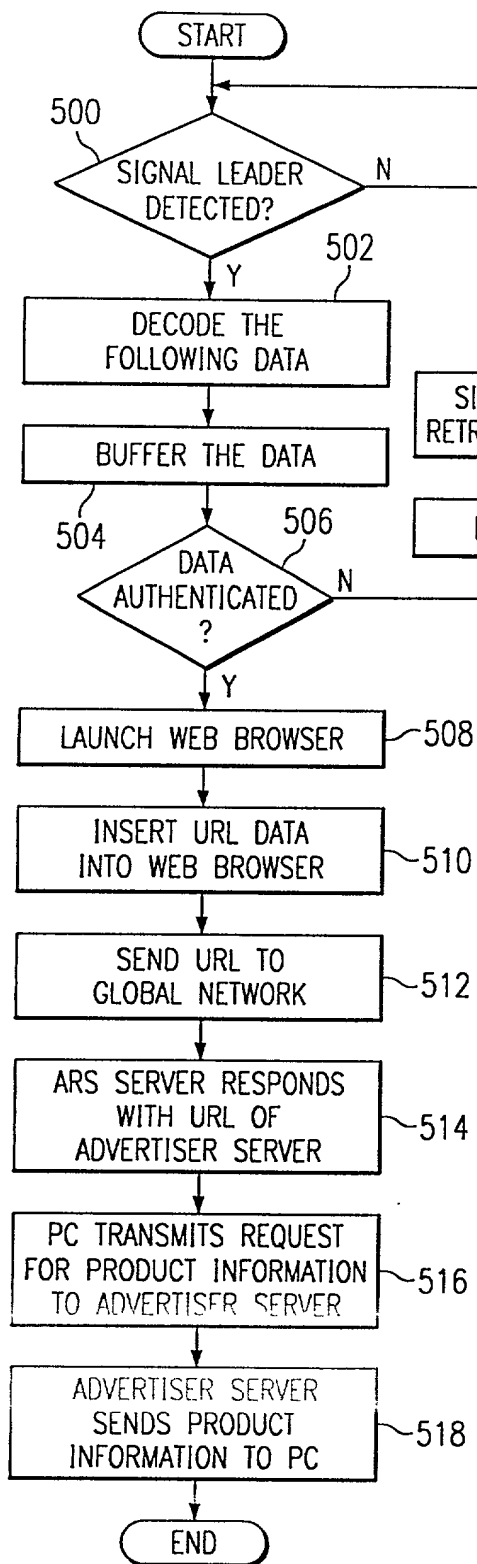 START
500
SIGNAL LEADER
DETECTED?
N
Y
502
DECODE THE
FOLLOWING DATA
BUFFER THE DATA
504
506
DATA
AUTHENTICATED
?
N
Y
LAUNCH WEB BROWSER
508
INSERT URL DATA
INTO WEB BROWSER
510
SEND URL TO
GLOBAL NETWORK
512
ARS SERVER RESPONDS
WITH URL OF
ADVERTISER SERVER
514
PC TRANSMITS REQUEST
FOR PRODUCT INFORMATION
TO ADVERTISER SERVER
516
ADVERTISER SERVER
SENDS PRODUCT
INFORMATION TO PC
518
END